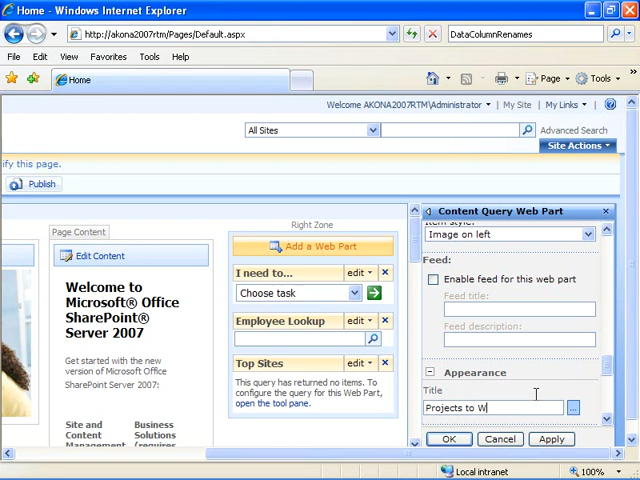 Home - Windows Internet Explorer
http://akona2007rtm/Pages/Default.aspx
DataColumnRenames
File Edit View Favorites Tools Help
Home
Page Tools
Welcome AKONA2007RTM\Administrator My Site My Links
All Sites
Advanced Search
Site Actions
ify this page.
Publish
Page Content
Edit Content
Welcome to
Microsoft® Office
SharePoint®
Server 2007
Get started with the new
version of Microsoft Office
SharePoint Server 2007:
Site and
Content
Management
Business
Solutions
(requires
Right Zone
Add a Web Part
I need to... edit
Choose task
Employee Lookup edit
Top Sites edit
This query has returned no items. To
configure the query for this Web Part,
open the tool pane.
Content Query Web Part
Item style:
Image on left
Feed:
Enable feed for this web part
Feed title:
Feed description:
Appearance
Title
Projects to W
...
OK Cancel Apply
Local intranet
100%